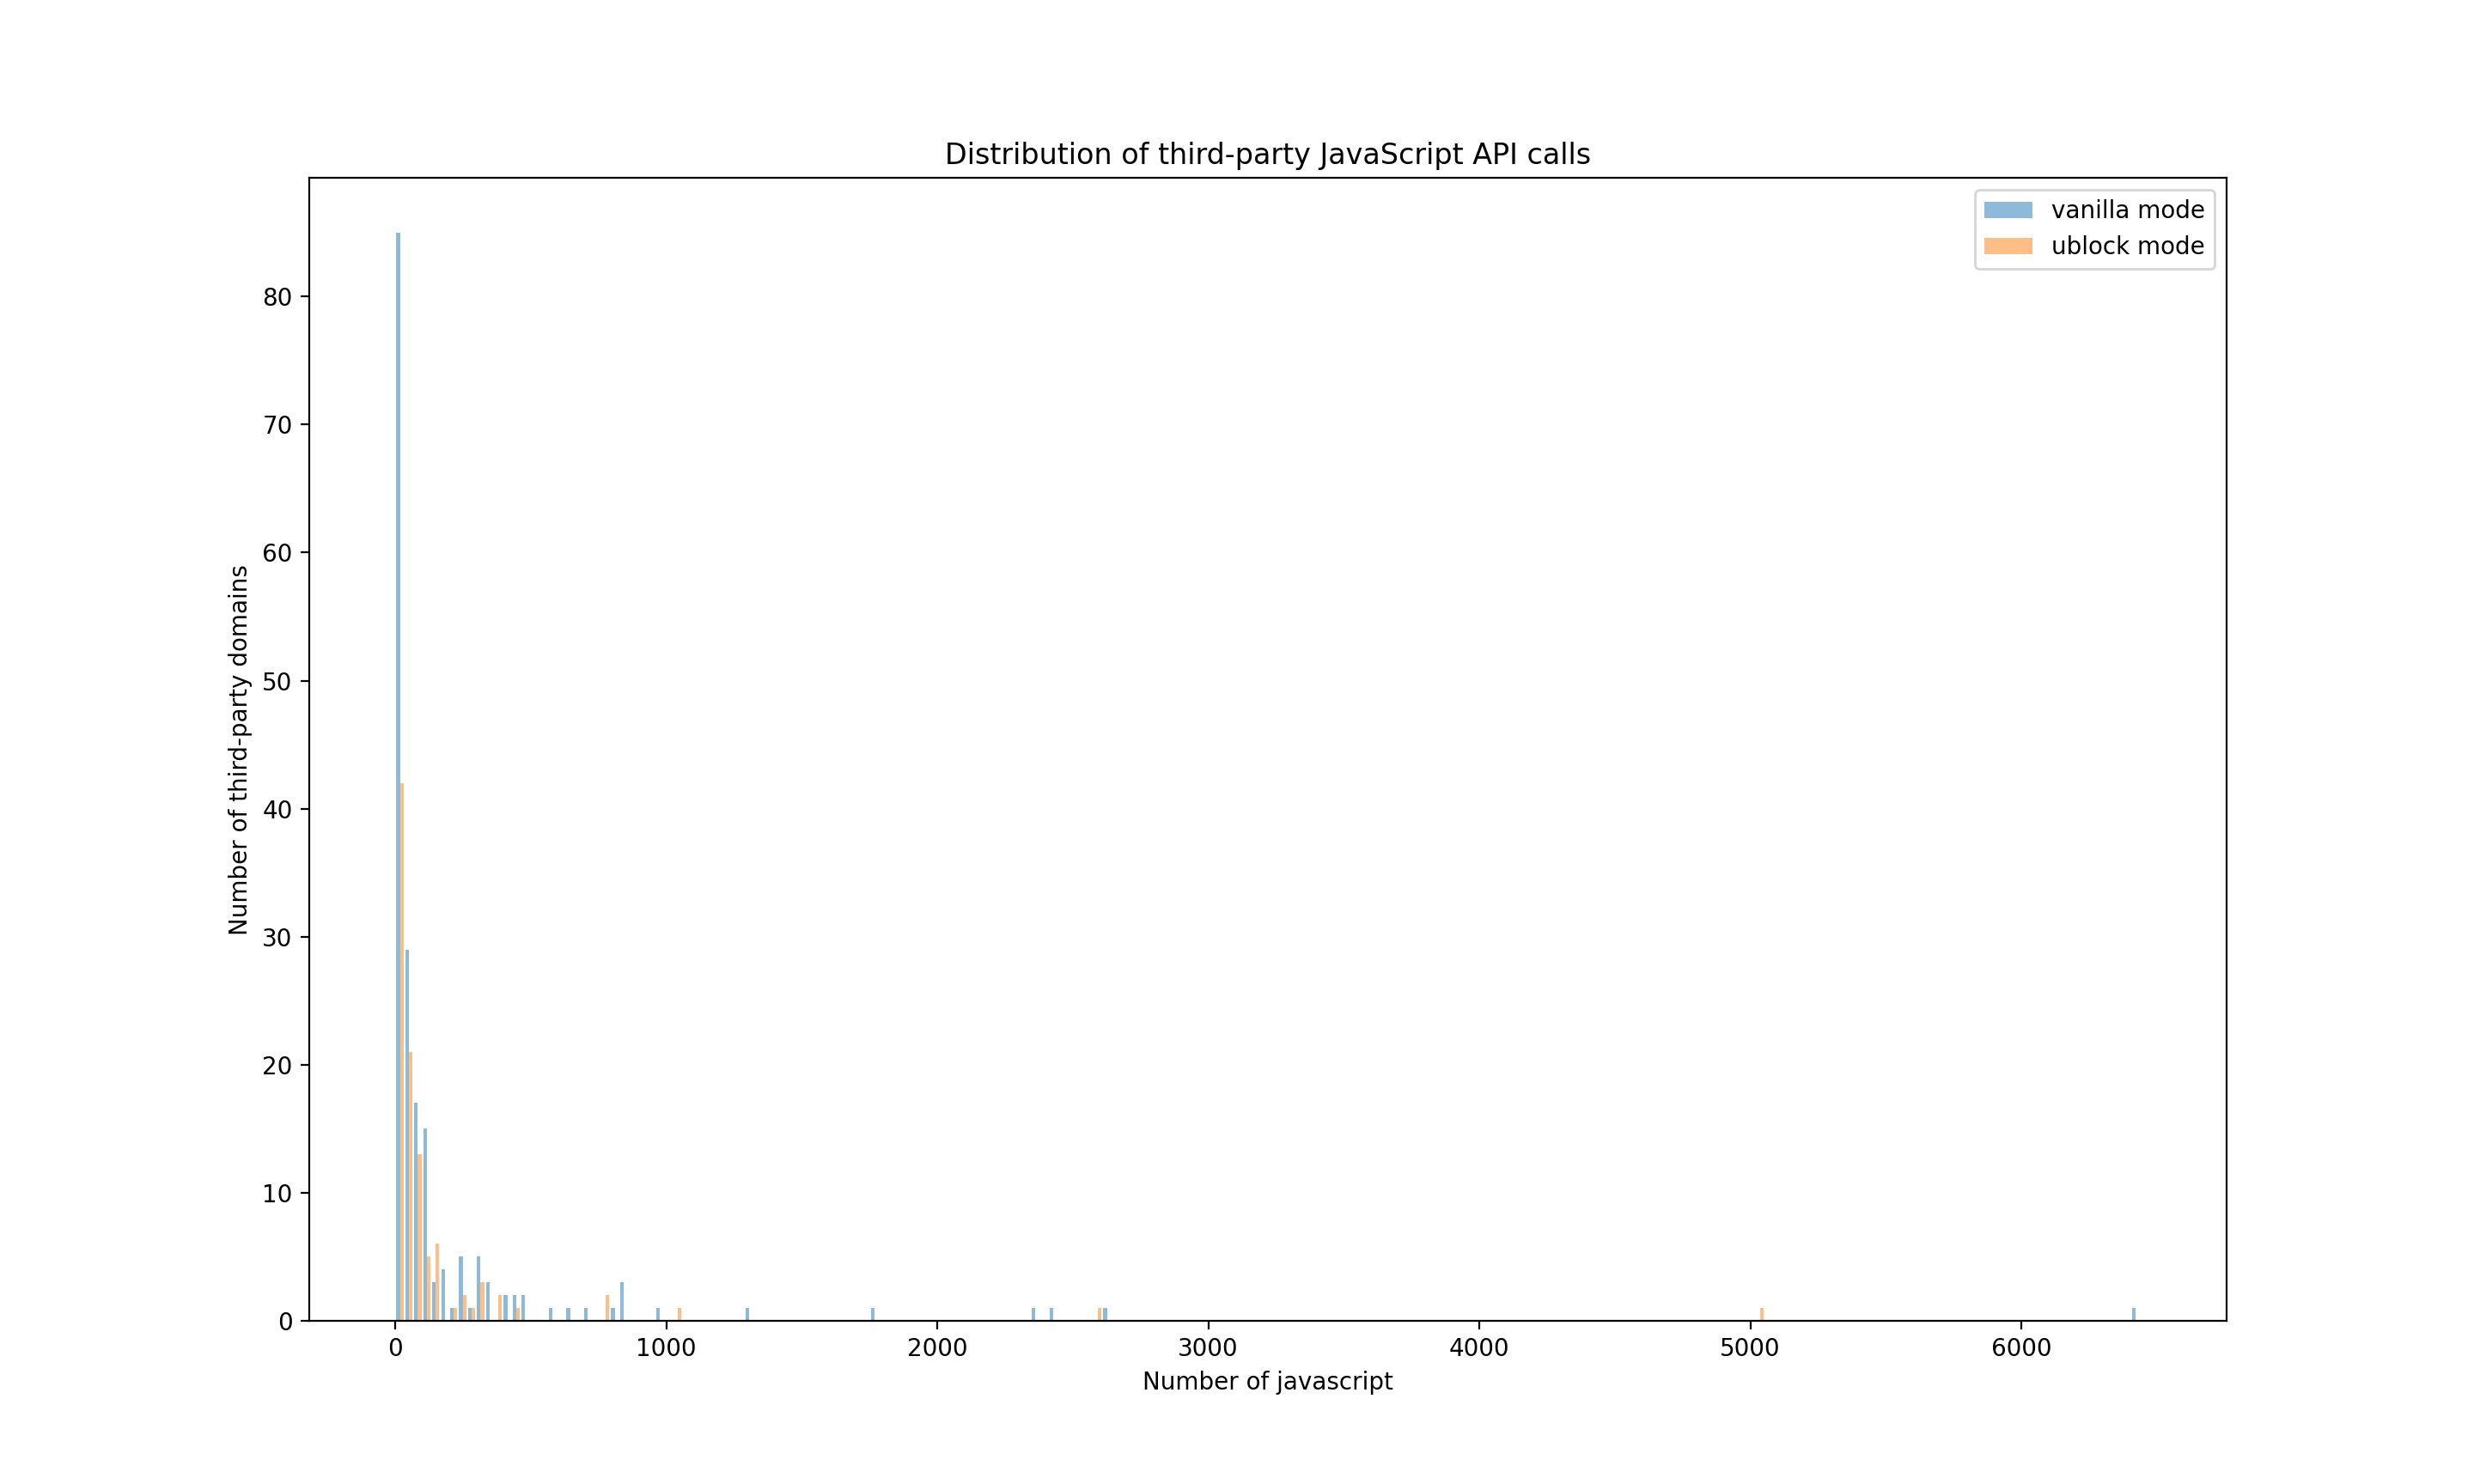 Distribution of third-party JavaScript API calls
vanilla mode
ublock mode
Number of third-party domains
80
70
60
50
40
30
20
10
0
0 1000 2000 3000 4000 5000 6000
Number of javascript